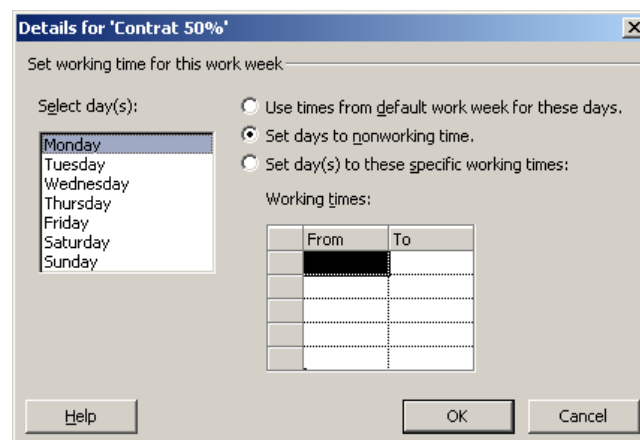 Details for 'Contrat 50%'
Set working time for this work week
Select day(s):
Monday
Tuesday
Wednesday
Thursday
Friday
Saturday
Sunday
Use times from default work week for these days.
Set days to nonworking time.
Set day(s) to these specific working times:
Working times:
From To
Help OK Cancel